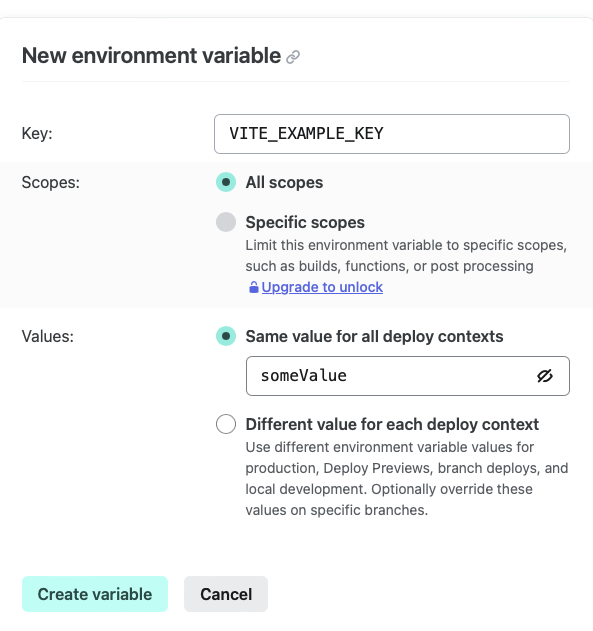 New environment variable
Key:
VITE_EXAMPLE_KEY
Scopes:
All scopes
Specific scopes
Limit this environment variable to specific scopes,
such as builds, functions, or post processing
Upgrade to unlock
Values:
Same value for all deploy contexts
someValue
Different value for each deploy context
Use different environment variable values for
production, Deploy Previews, branch deploys, and
local development. Optionally override these
values on specific branches.
Create variable
Cancel